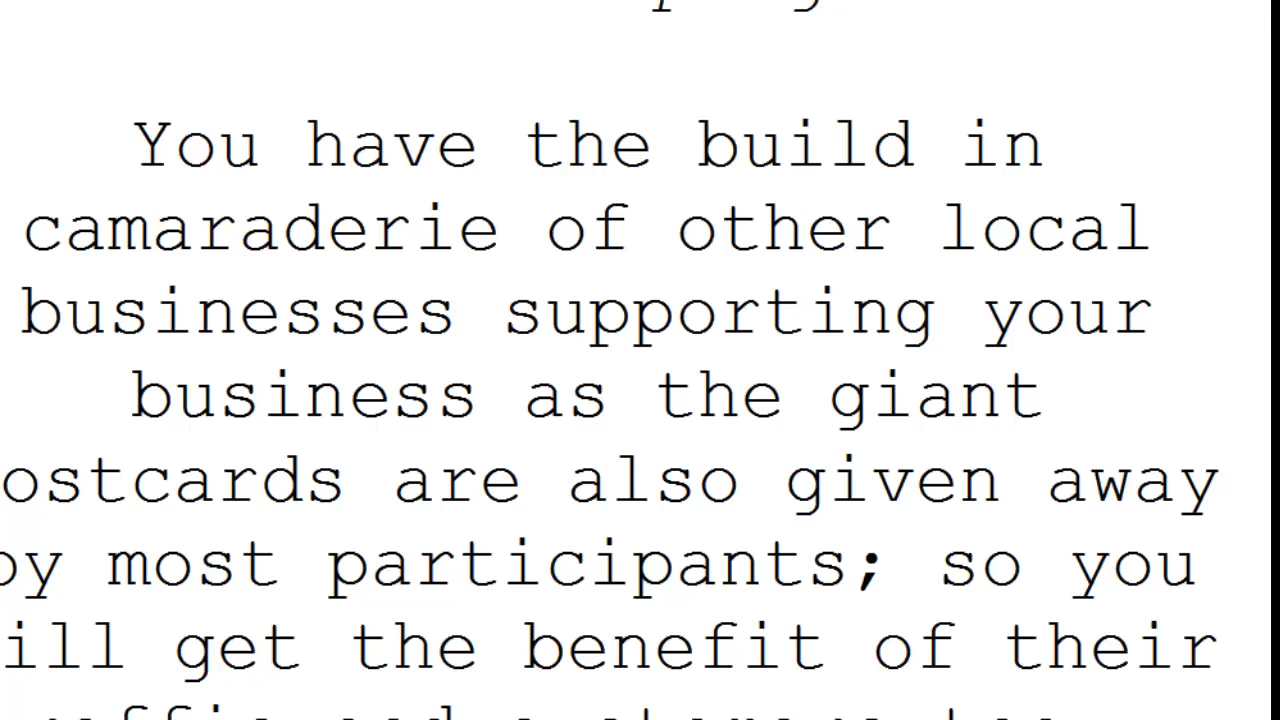 You have the build in
camaraderie of other local
businesses supporting your
business as the giant
ostcards are also given away
by most participants; so you
ill get the benefit of their